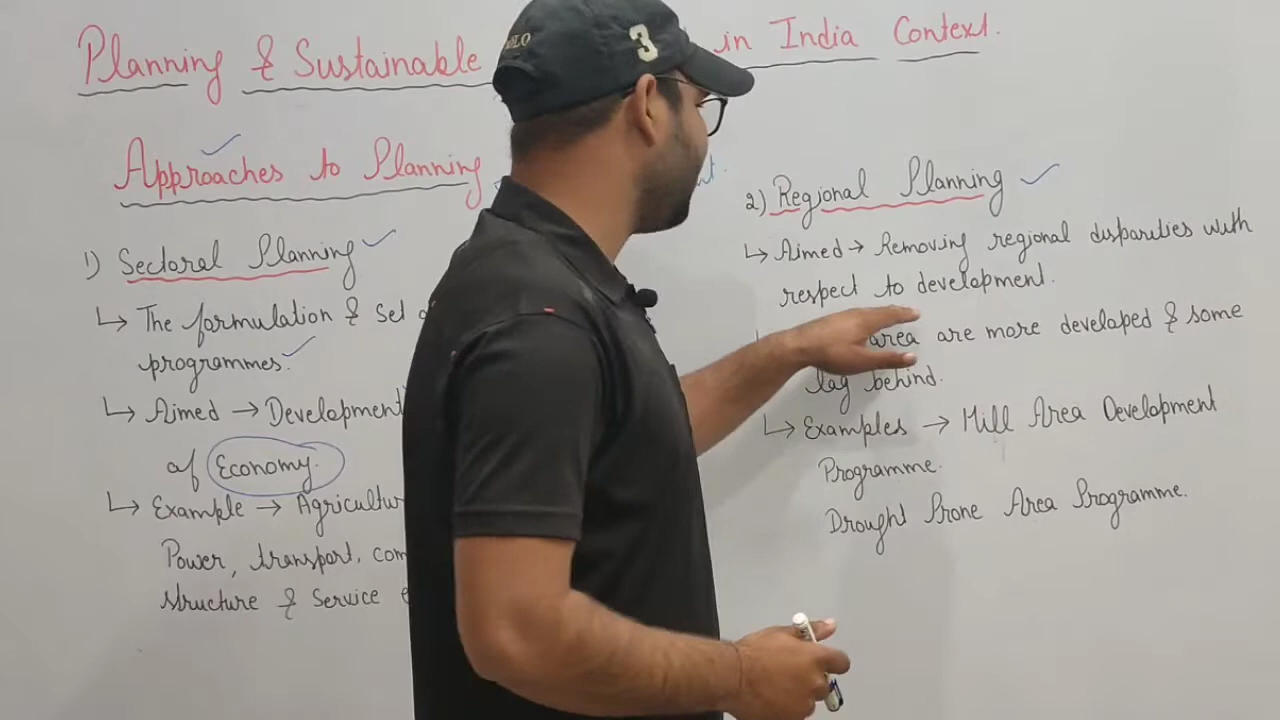 Planning & Sustainable in India Context.
Approaches to Planning
1) Sectoral Planning
↳ The formulation & Set
programmes.
↳ Aimed → Development
of Economy.
↳ Example → Agricultur
Power, transport, com
structure & Service
2) Regional Planning
↳ Aimed → Removing regional disparities with
respect to development.
area are more developed & some
lag behind.
↳ Examples → Hill Area Development
Programme.
Drought Prone Area Programme.
3